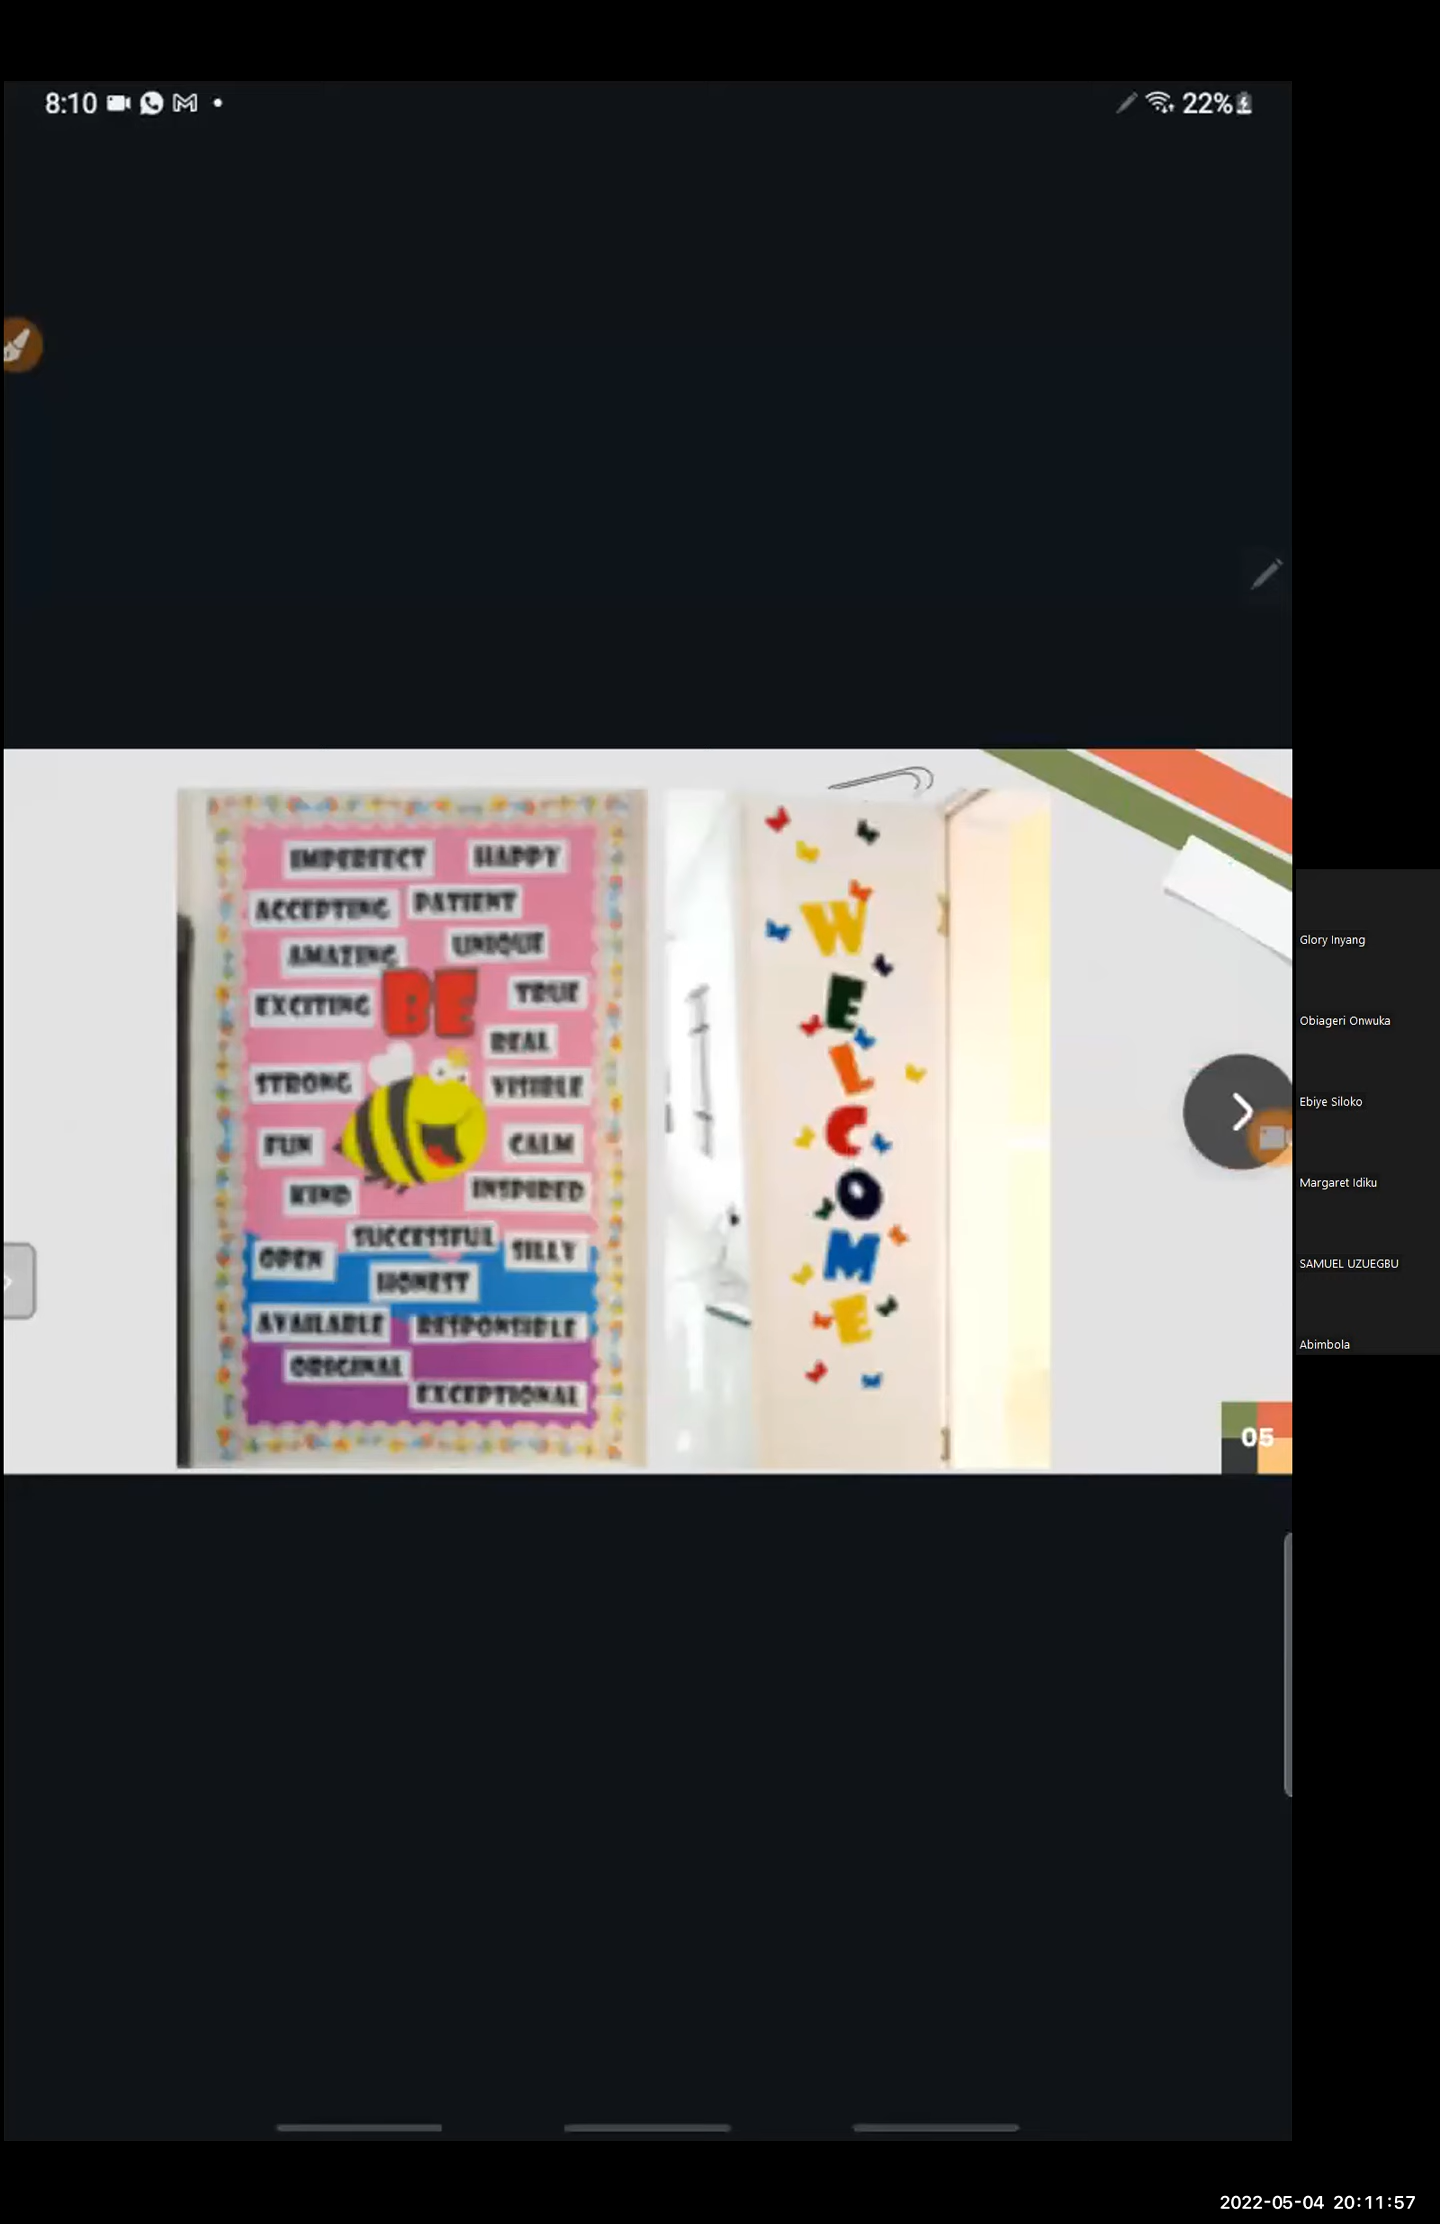 8:10
22%
IMPERFECT HAPPY
ACCEPTING PATIENT
AMAZING UNIQUE
EXCITING BE TRUE
REAL
STRONG VISIBLE
FUN CALM
KIND INSPIRED
SUCCESSFUL
OPEN SILLY
HONEST
AVAILABLE RESPONSIBLE
ORIGINAL
EXCEPTIONAL
WELCOME
05
Glory Inyang
Obiageri Onwuka
Ebiye Siloko
Margaret Idiku
SAMUEL UZUEGBU
Abimbola
2022-05-04 20:11:57